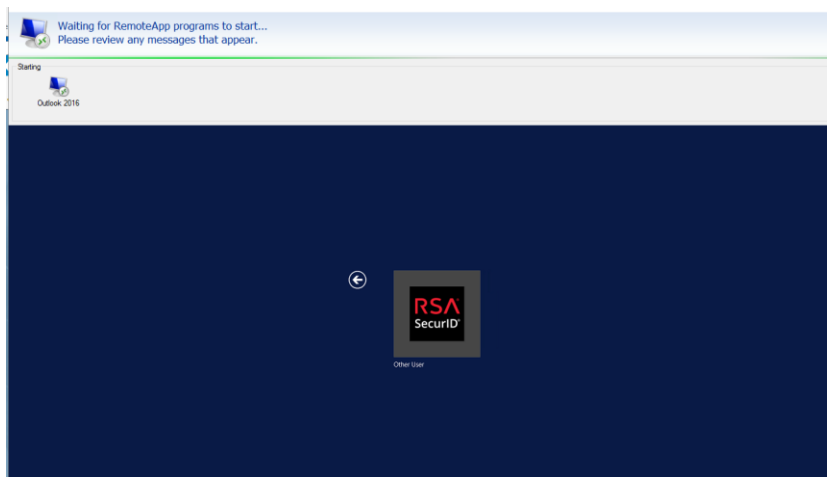 Waiting for RemoteApp programs to start...
Please review any messages that appear.
Starting
Outlook 2016
RSA
SecurID
Other User